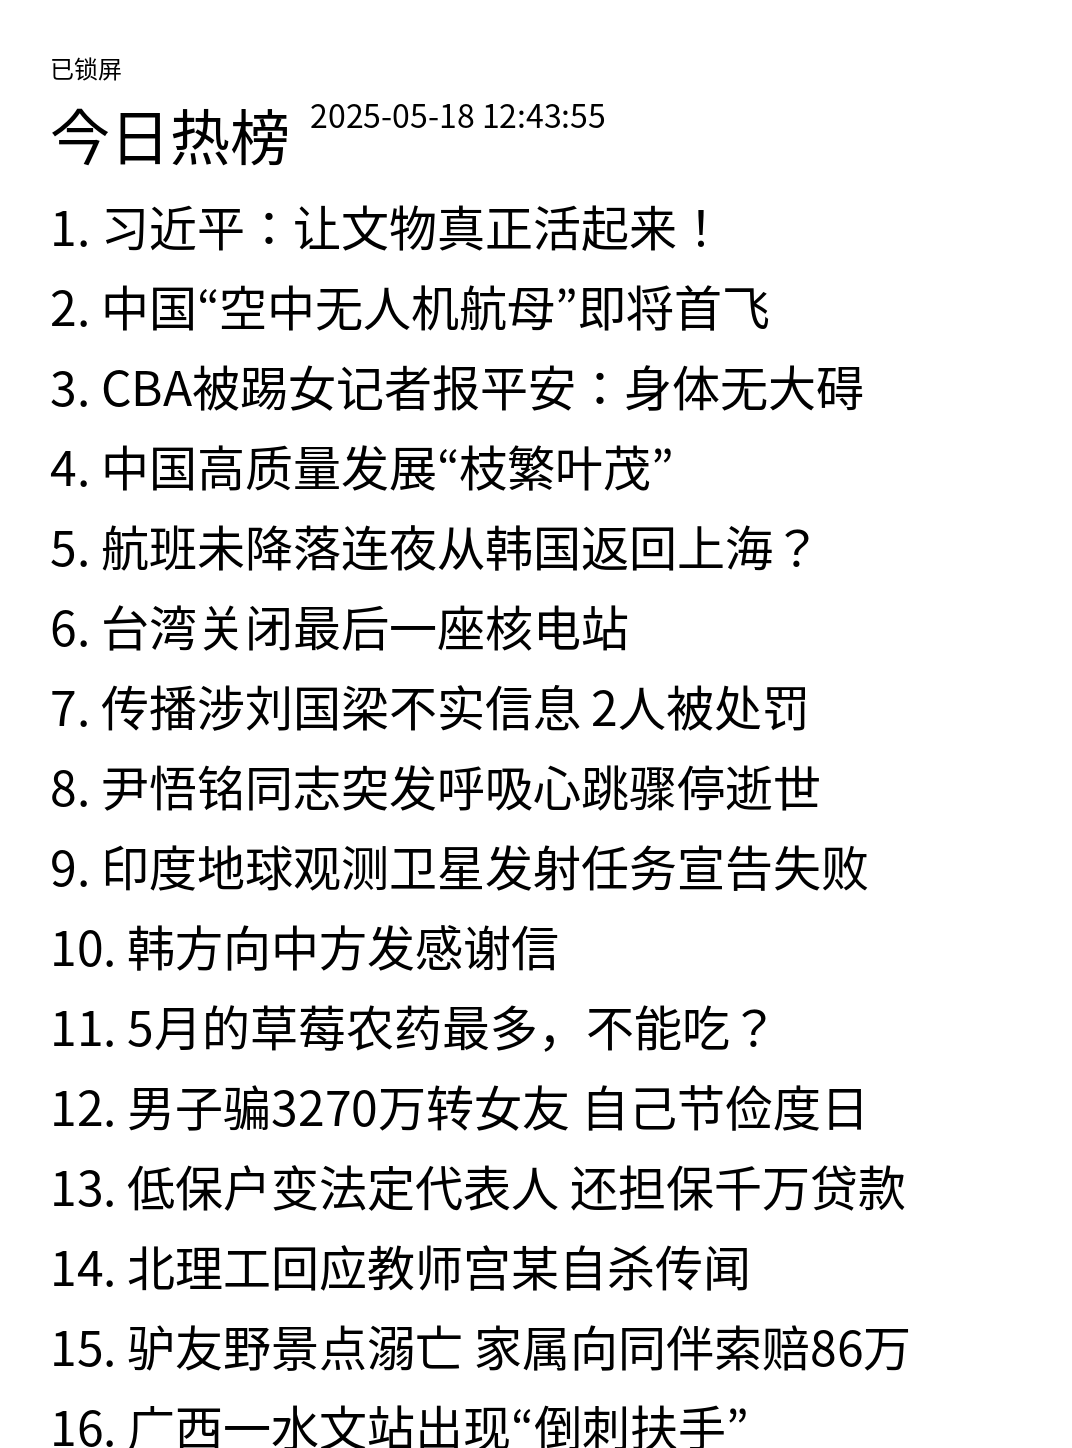 已锁屏
今日热榜 2025-05-18 12:43:55
1. 习近平：让文物真正活起来！
2. 中国“空中无人机航母”即将首飞
3. CBA被踢女记者报平安：身体无大碍
4. 中国高质量发展“枝繁叶茂”
5. 航班未降落连夜从韩国返回上海？
6. 台湾关闭最后一座核电站
7. 传播涉刘国梁不实信息 2人被处罚
8. 尹悟铭同志突发呼吸心跳骤停逝世
9. 印度地球观测卫星发射任务宣告失败
10. 韩方向中方发感谢信
11. 5月的草莓农药最多，不能吃？
12. 男子骗3270万转女友 自己节俭度日
13. 低保户变法定代表人 还担保千万贷款
14. 北理工回应教师宫某自杀传闻
15. 驴友野景点溺亡 家属向同伴索赔86万
16. 广西一水文站出现“倒刺扶手”